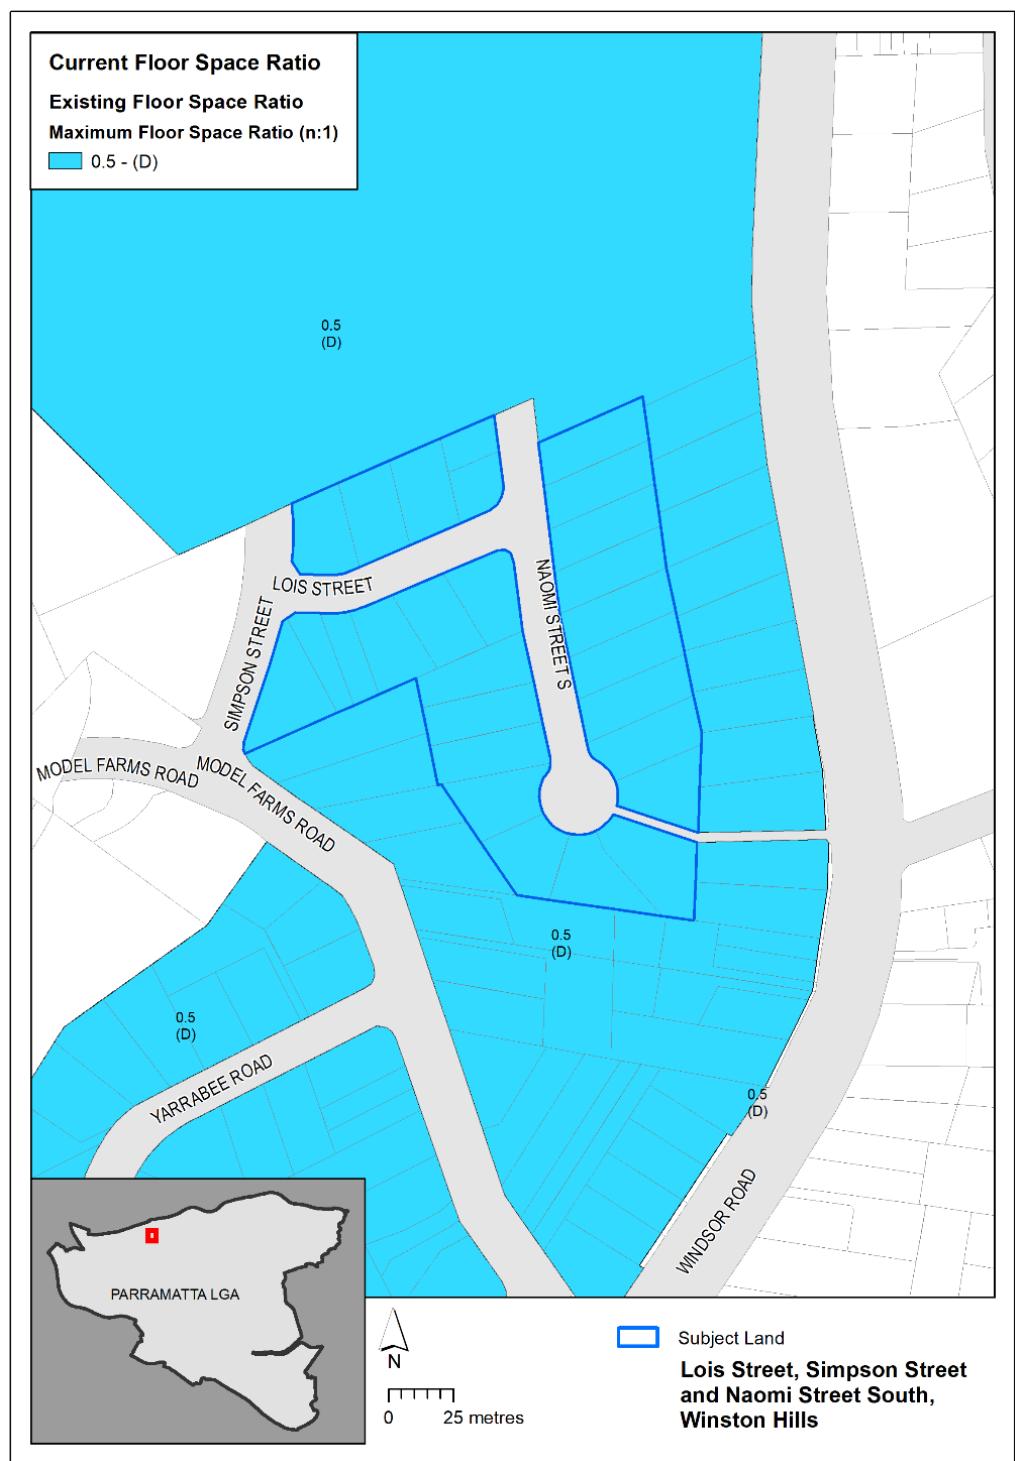 Current Floor Space Ratio
Existing Floor Space Ratio
Maximum Floor Space Ratio (n:1)
0.5 - (D)
0.5
(D)
LOIS STREET
NAOMI STREET S
SIMPSON STREET
MODEL FARMS ROAD
MODEL FARMS ROAD
0.5
(D)
0.5
(D)
YARRABEE ROAD
0.5
(D)
WINDSOR ROAD
PARRAMATTA LGA
N
0 25 metres
Subject Land
Lois Street, Simpson Street
and Naomi Street South,
Winston Hills